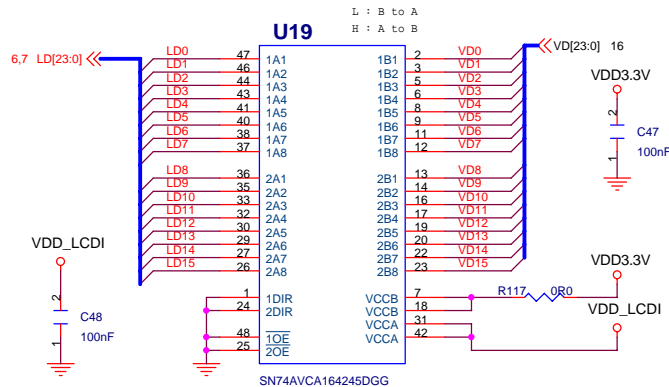 L : B to A
H : A to B
U19
6,7 LD[23:0]
VD[23:0] 16
LD0 47 1A1 1B1 2 VD0
LD1 46 1A2 1B2 3 VD1
LD2 44 1A3 1B3 5 VD2
LD3 43 1A4 1B4 6 VD3
LD4 41 1A5 1B5 8 VD4
LD5 40 1A6 1B6 9 VD5
LD6 38 1A7 1B7 11 VD6
LD7 37 1A8 1B8 12 VD7
LD8 36 2A1 2B1 13 VD8
LD9 35 2A2 2B2 14 VD9
LD10 33 2A3 2B3 16 VD10
LD11 32 2A4 2B4 17 VD11
LD12 30 2A5 2B5 19 VD12
LD13 29 2A6 2B6 20 VD13
LD14 27 2A7 2B7 22 VD14
LD15 26 2A8 2B8 23 VD15
1 1DIR VCCB 7 R117 0R0
24 2DIR VCCB 18
VCCA 31
48 1OE VCCA 42
25 2OE
SN74AVCA164245DGG
VDD3.3V
2
C47
100nF
1
VDD3.3V
VDD_LCDI
VDD_LCDI
2
C48
100nF
1